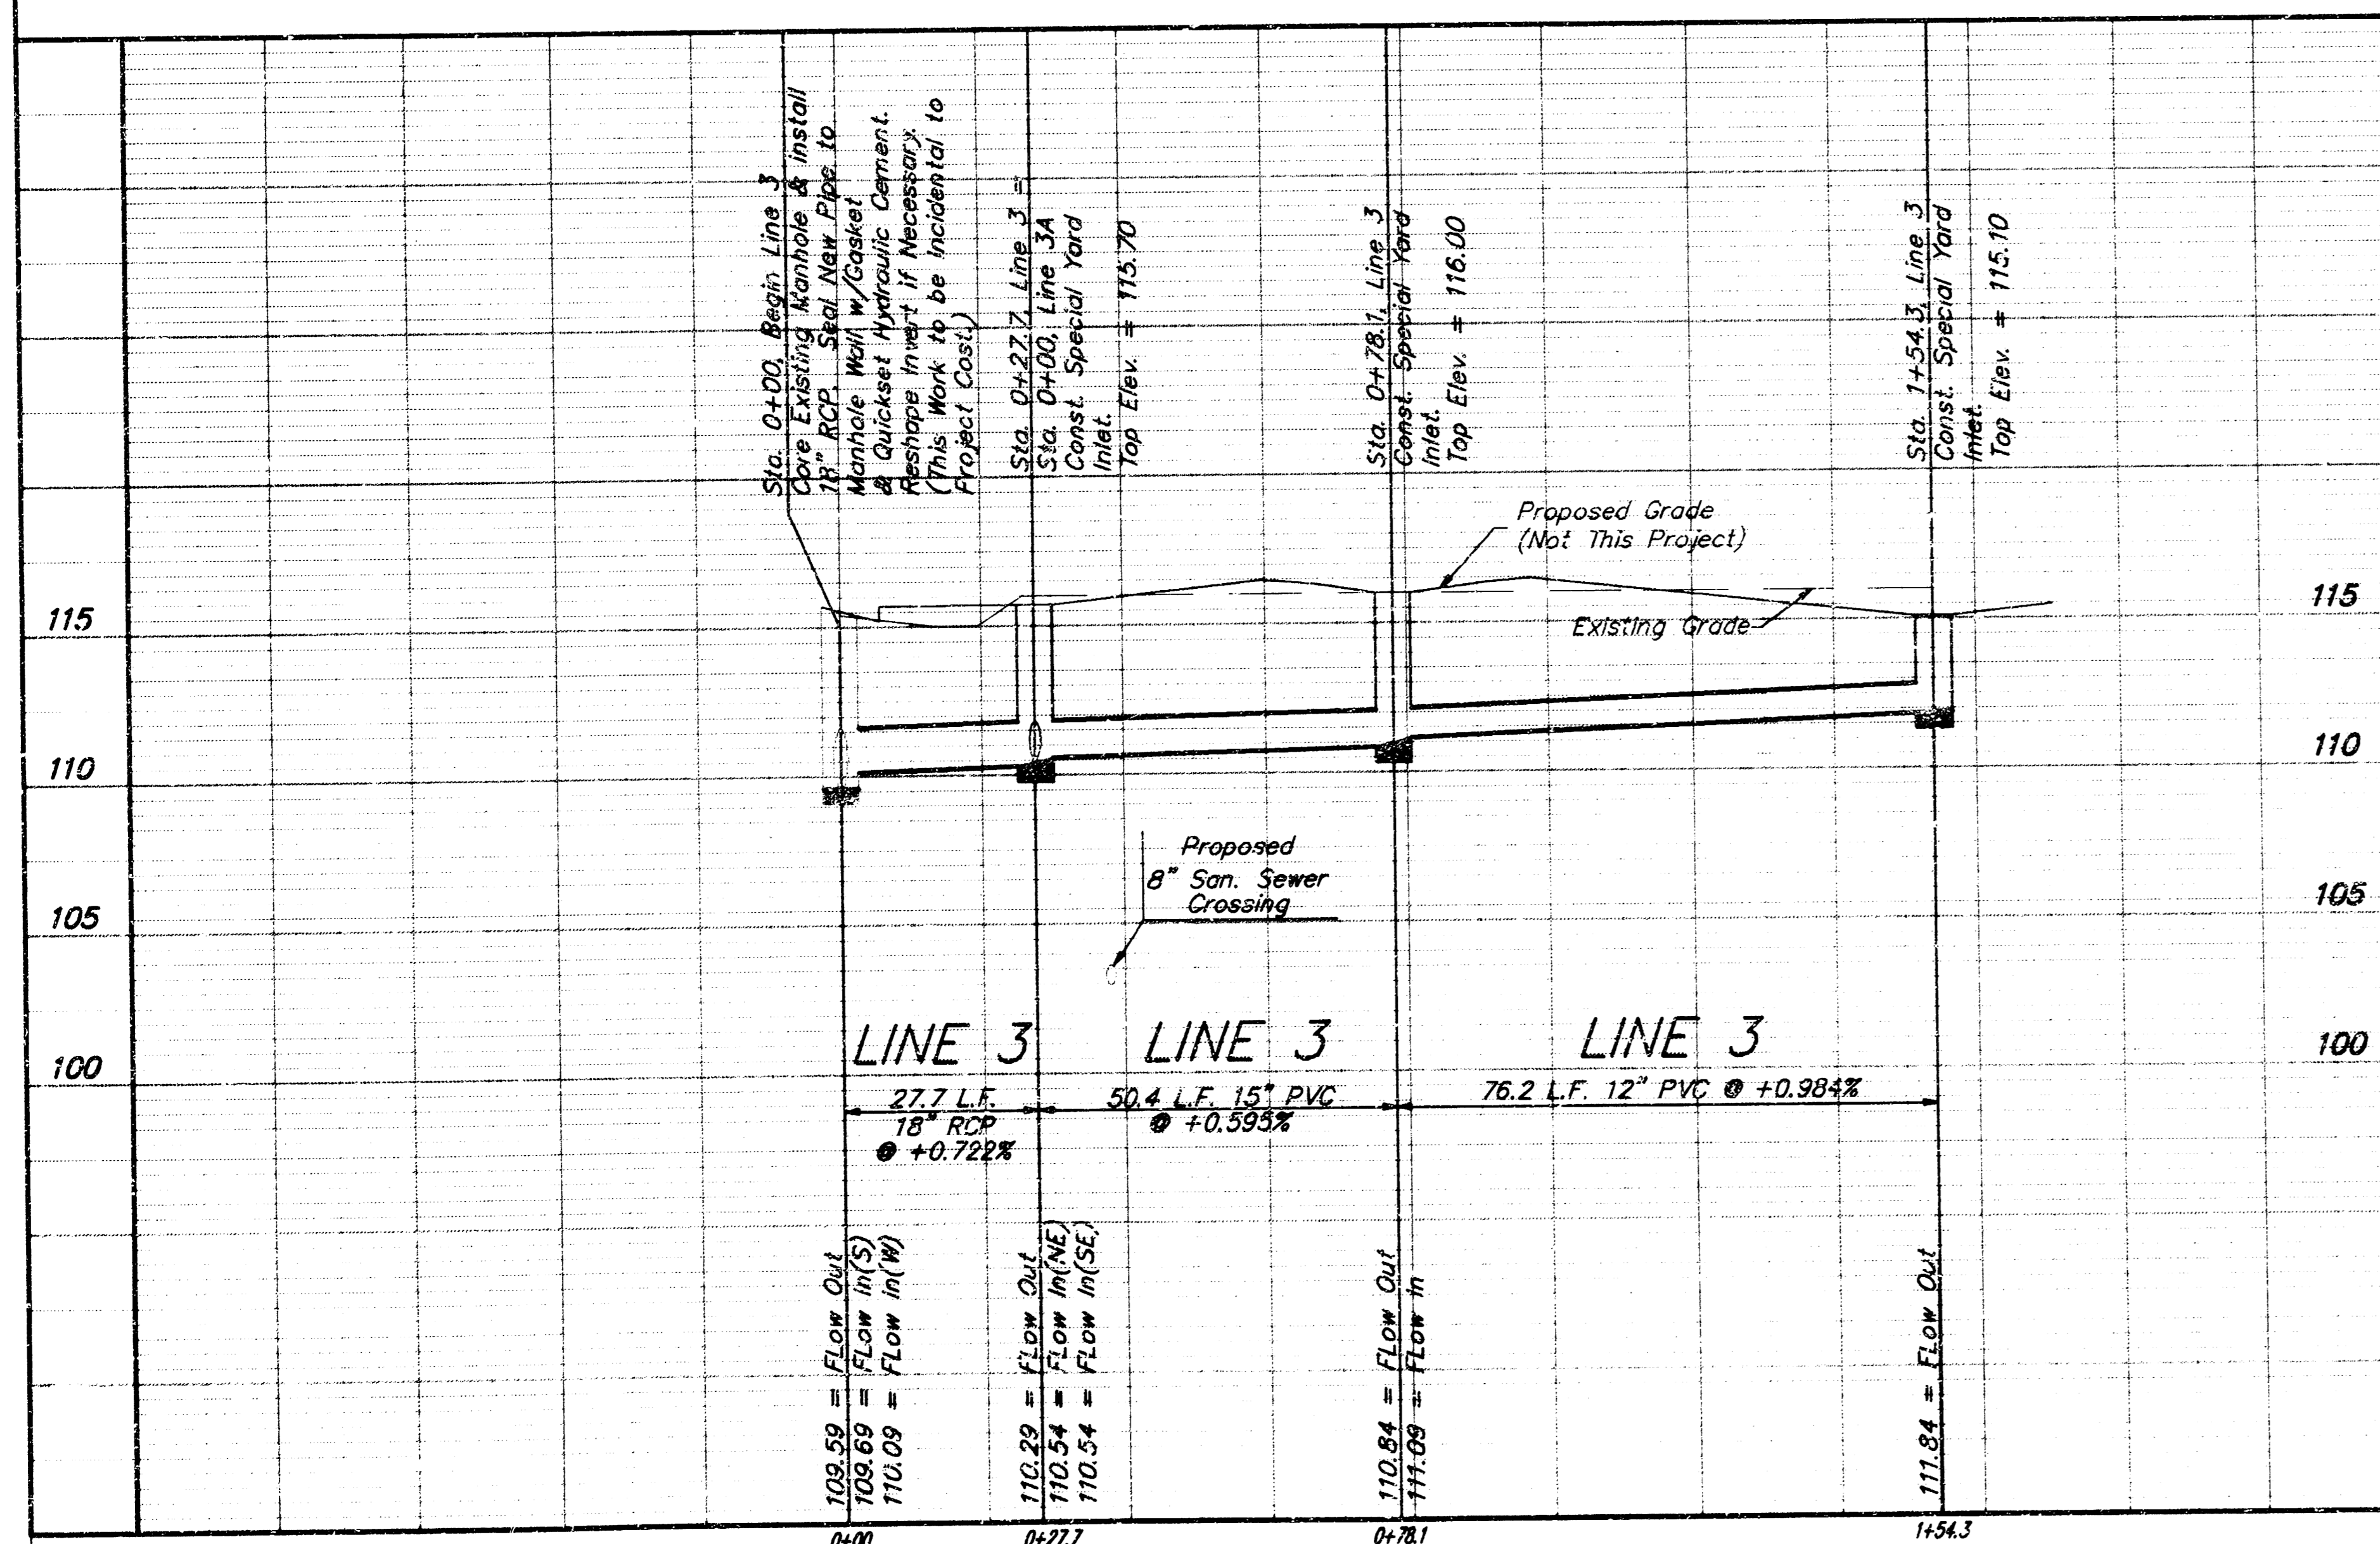 Sta. 0+00, Begin Line 3
Core Existing Manhole & install
18" RCP. Seal New Pipe to
Manhole Wall w/Gasket
& Quickset Hydraulic Cement.
Reshape Invert if Necessary.
(This Work to be Incidental to
Project Cost.)
Sta. 0+27.7, Line 3 =
Sta. 0+00, Line 3A
Const. Special Yard
Inlet.
Top Elev. = 115.70
Sta. 0+78.1, Line 3
Const. Special Yard
Inlet.
Top Elev. = 116.00
Sta. 1+54.3, Line 3
Const. Special Yard
Inlet.
Top Elev. = 115.10
Proposed Grade
(Not This Project)
Existing Grade
115
115
110
110
105
105
100
100
Proposed
8" San. Sewer
Crossing
LINE 3
LINE 3
LINE 3
27.7 L.F.
18" RCP
@ +0.722%
50.4 L.F. 15" PVC
@ +0.595%
76.2 L.F. 12" PVC @ +0.984%
109.59 = FLow Out
109.69 = FLow In(S)
110.09 = FLow In(W)
110.29 = FLow Out
110.54 = FLow In(NE)
110.54 = FLow In(SE)
110.84 = FLow Out
111.09 = FLow In
111.84 = FLow Out
0+00
0+27.7
0+78.1
1+54.3